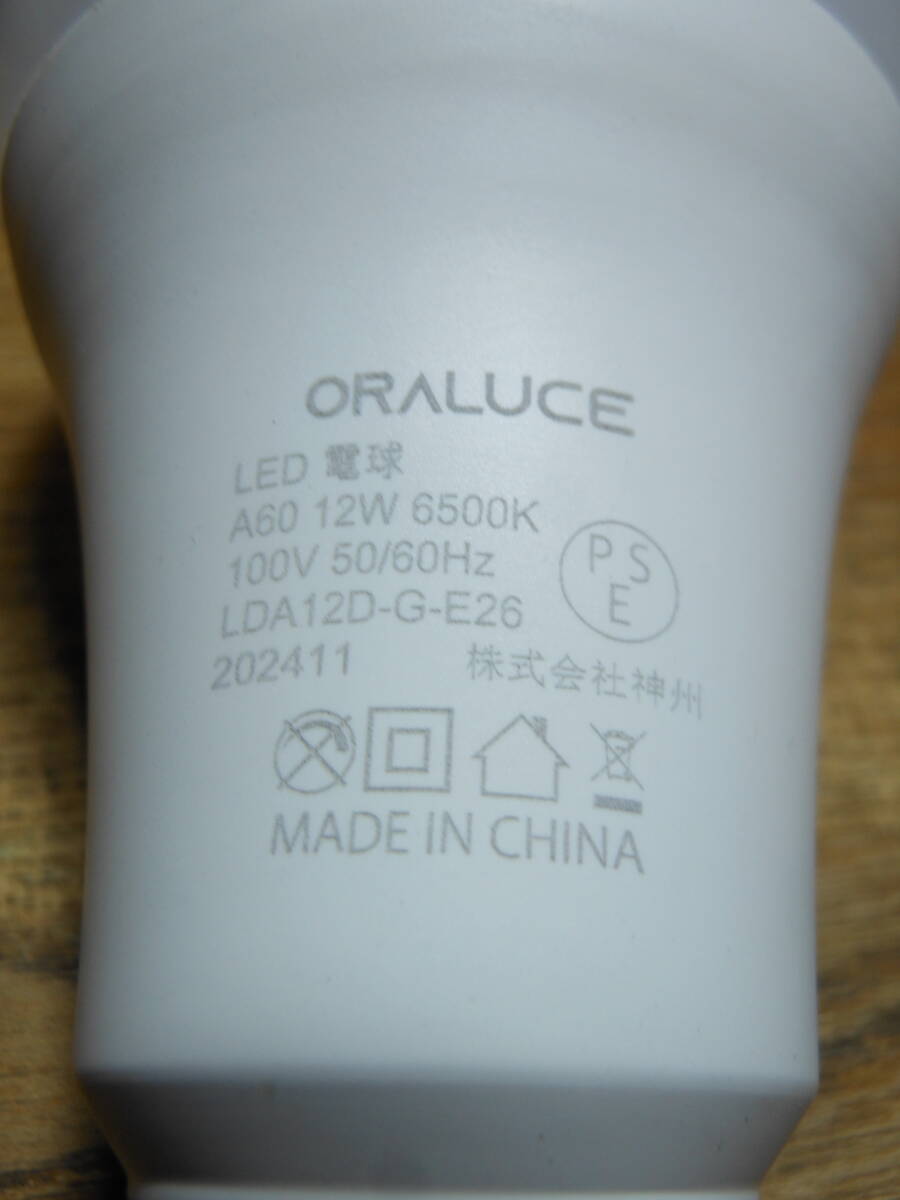 ORALUCE
LED 電球
A60 12W 6500K
100V 50/60Hz
PSE
LDA12D-G-E26
202411
株式会社神州
MADE IN CHINA